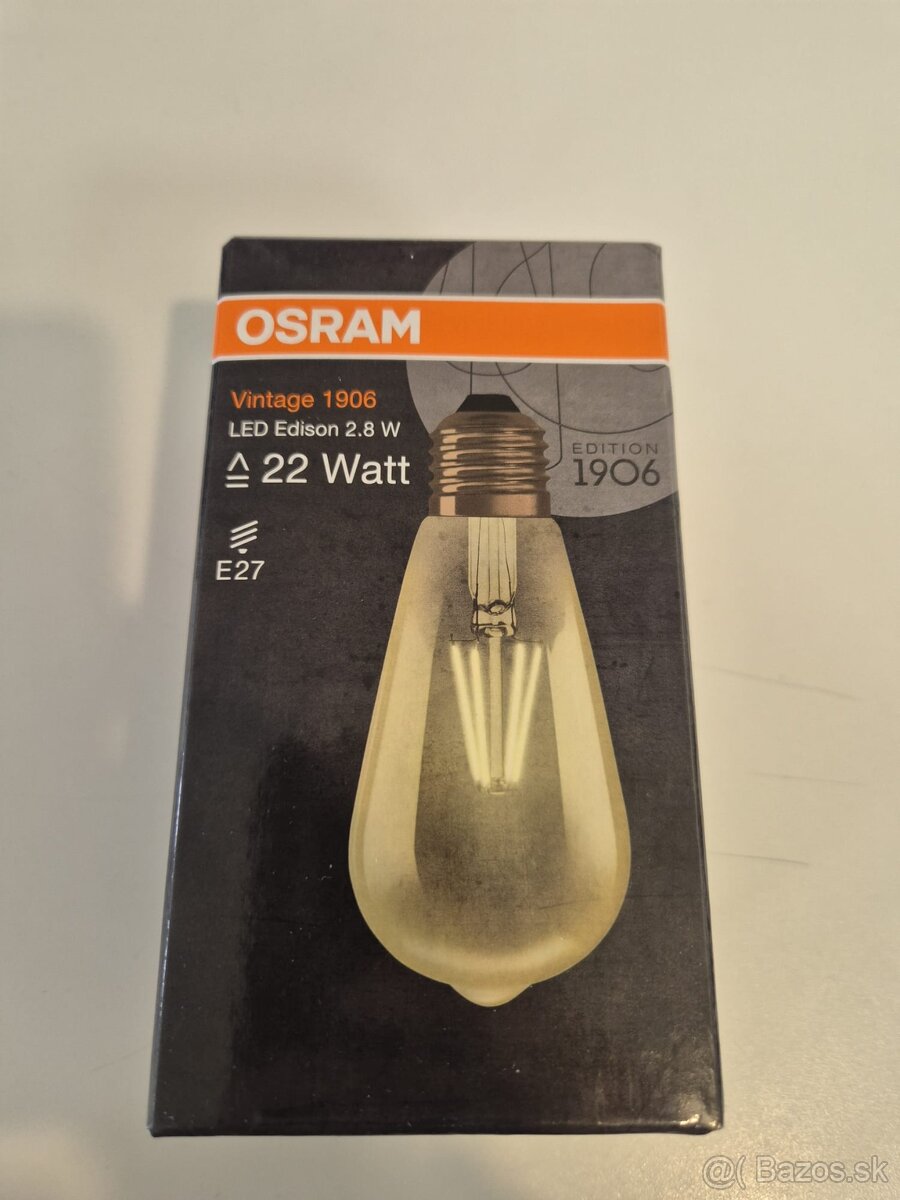 OSRAM
Vintage 1906
LED Edison 2.8 W
≙ 22 Watt
EDITION
1906
E27
@( Bazos.sk